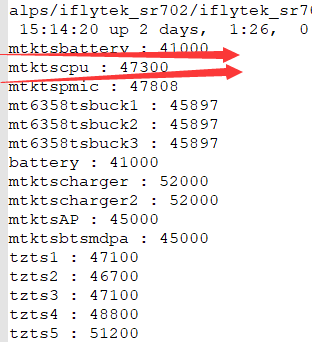 alps/iflytek_sr702/iflytek_sr70
15:14:20 up 2 days, 1:26, 0
mtktsbattery : 41000
mtktscpu : 47300
mtktspmic : 47808
mt6358tsbuck1 : 45897
mt6358tsbuck2 : 45897
mt6358tsbuck3 : 45897
battery : 41000
mtktscharger : 52000
mtktscharger2 : 52000
mtktsAP : 45000
mtktsbtsmdpa : 45000
tzts1 : 47100
tzts2 : 46700
tzts3 : 47100
tzts4 : 48800
tzts5 : 51200